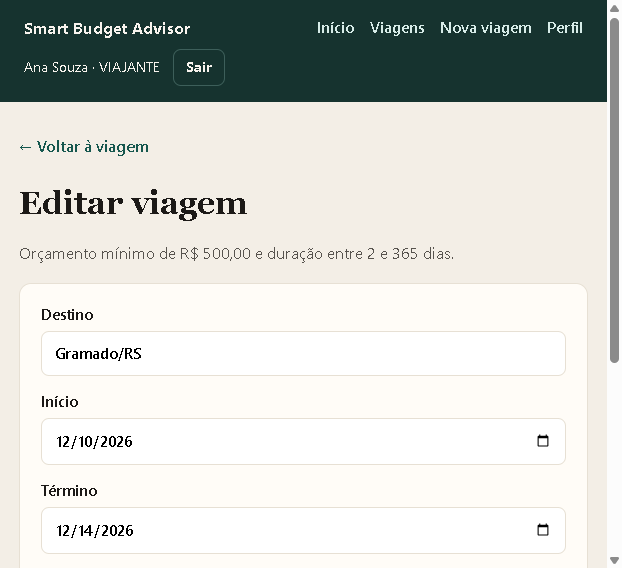 Smart Budget Advisor
Início Viagens Nova viagem Perfil
Ana Souza · VIAJANTE Sair
← Voltar à viagem
Editar viagem
Orçamento mínimo de R$ 500,00 e duração entre 2 e 365 dias.
Destino
Gramado/RS
Início
12/10/2026
Término
12/14/2026